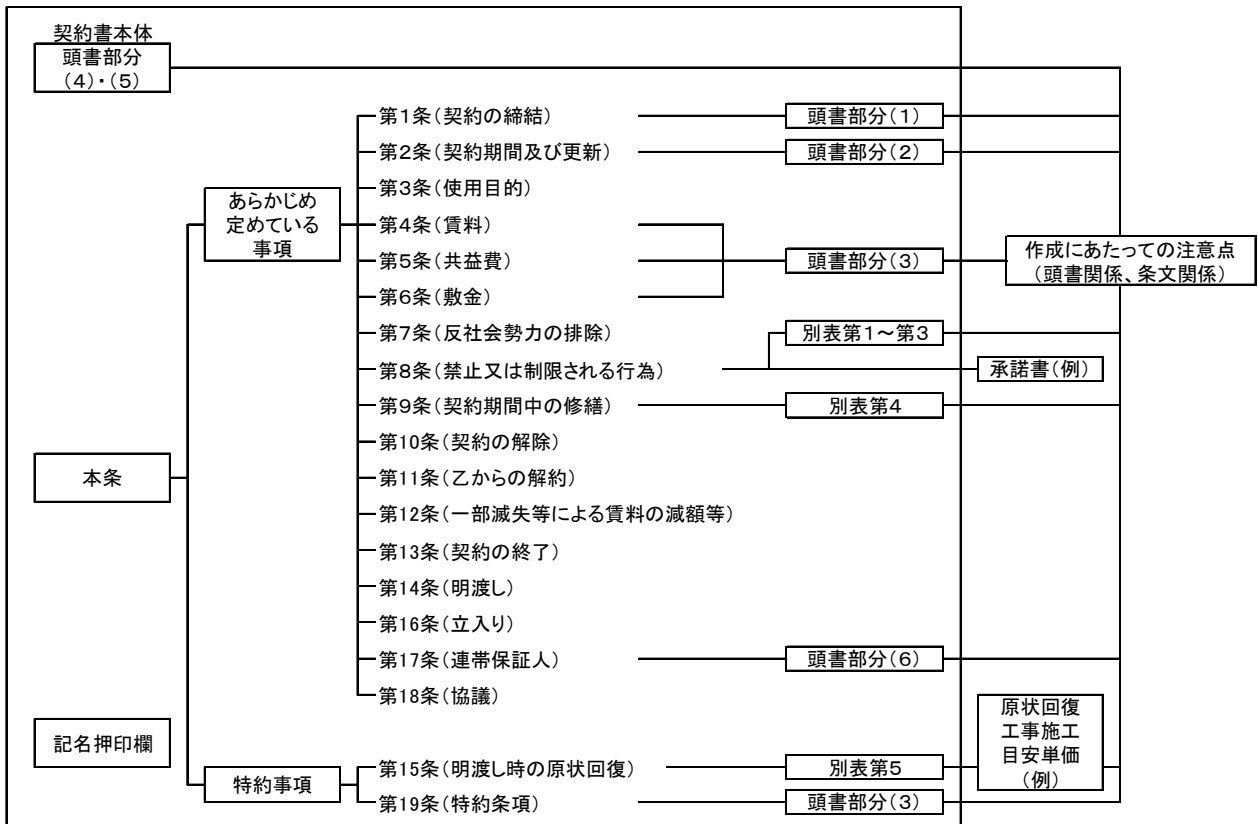 契約書本体
頭書部分
(4)・(5)
第1条(契約の締結)
頭書部分(1)
第2条(契約期間及び更新)
頭書部分(2)
第3条(使用目的)
あらかじめ
定めている
事項
第4条(賃料)
第5条(共益費)
頭書部分(3)
作成にあたっての注意点
(頭書関係、条文関係)
第6条(敷金)
第7条(反社会勢力の排除)
別表第1~第3
第8条(禁止又は制限される行為)
承諾書(例)
第9条(契約期間中の修繕)
別表第4
第10条(契約の解除)
本条
第11条(乙からの解約)
第12条(一部滅失等による賃料の減額等)
第13条(契約の終了)
第14条(明渡し)
第16条(立入り)
第17条(連帯保証人)
頭書部分(6)
第18条(協議)
記名押印欄
特約事項
第15条(明渡し時の原状回復)
別表第5
原状回復
工事施工
目安単価
(例)
第19条(特約条項)
頭書部分(3)